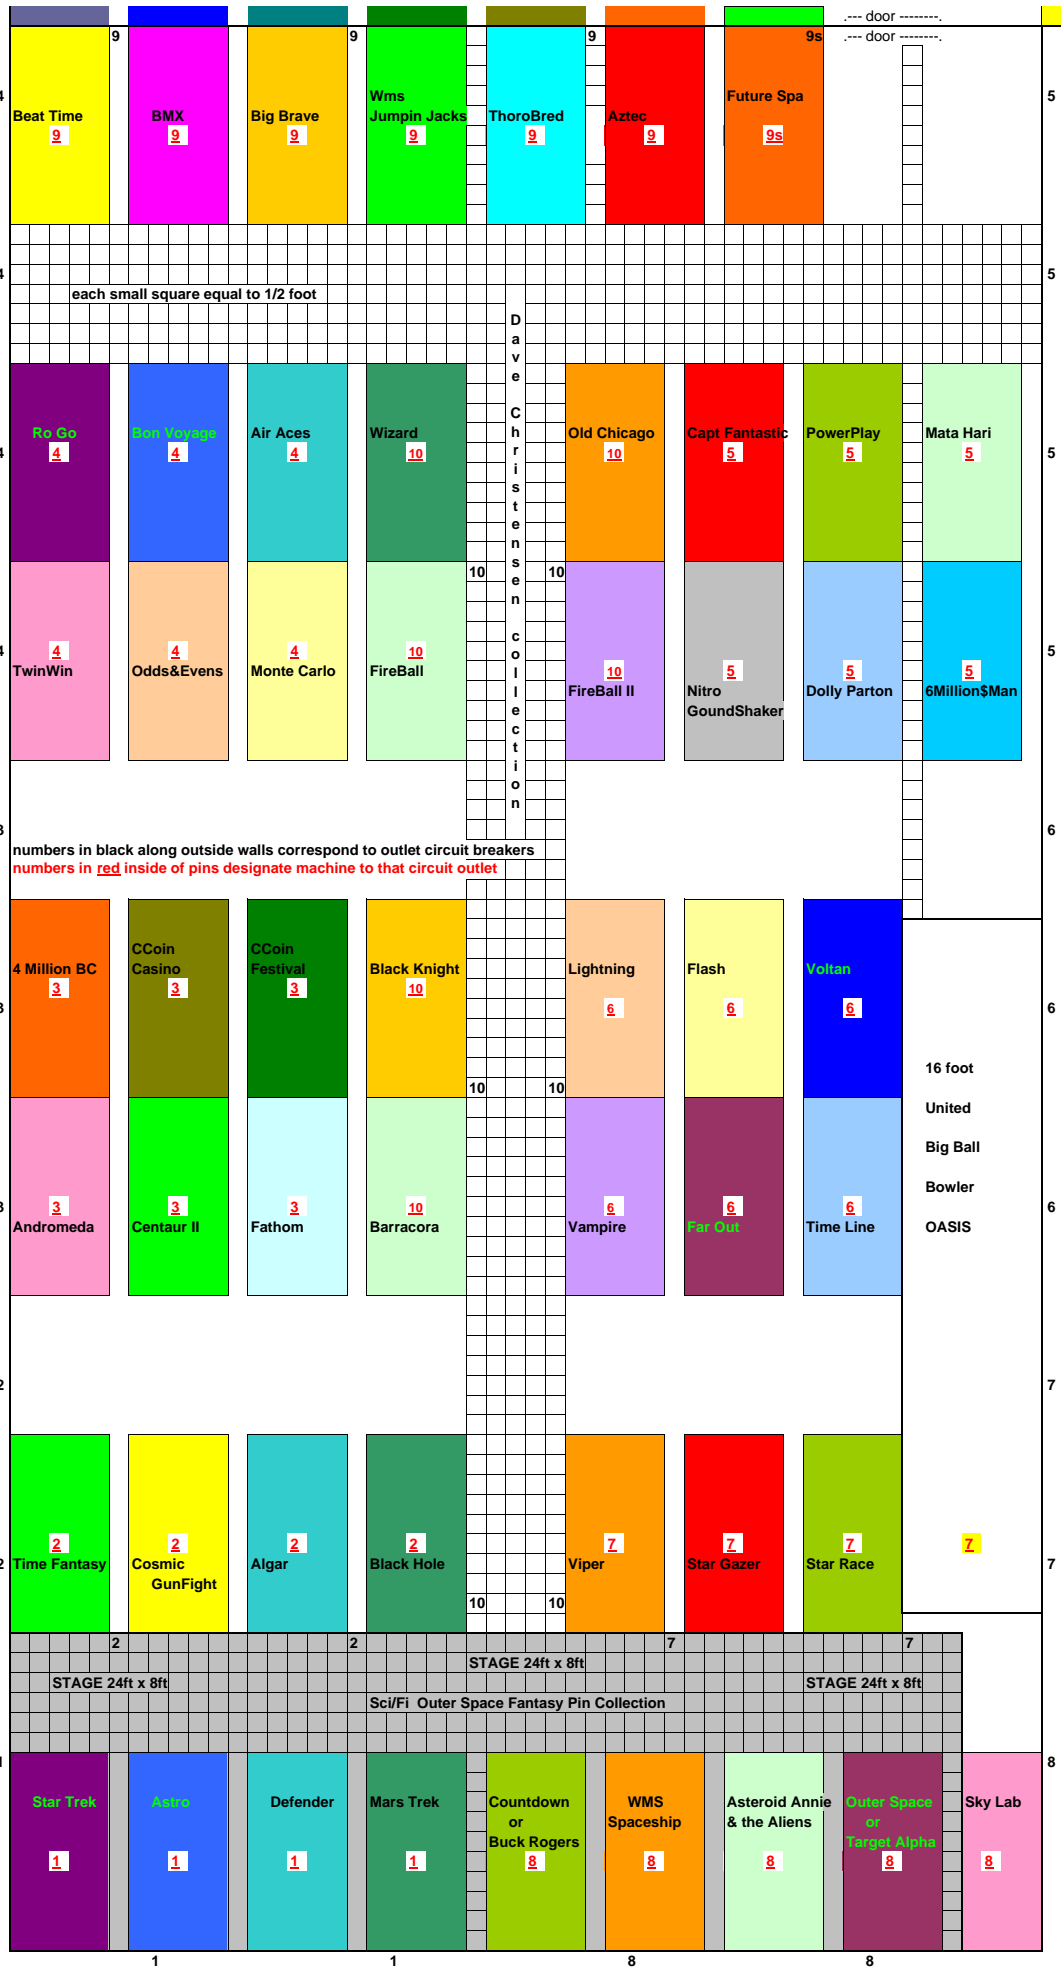 .--- door --------.
9 9 9 9s .--- door --------.
4 5
Beat Time
9
BMX
9
Big Brave
9
Wms
Jumpin Jacks
9
ThoroBred
9
Aztec
9
Future Spa
9s
4 5
each small square equal to 1/2 foot
Dave Christensen collection
Ro Go
4
Bon Voyage
4
Air Aces
4
Wizard
10
Old Chicago
10
Capt Fantastic
5
PowerPlay
5
Mata Hari
5
4 5
10 10
4
TwinWin
4
Odds&Evens
4
Monte Carlo
10
FireBall
10
FireBall II
5
Nitro
GoundShaker
5
Dolly Parton
5
6Million$Man
4 5
3 6
numbers in black along outside walls correspond to outlet circuit breakers
numbers in red inside of pins designate machine to that circuit outlet
4 Million BC
3
CCoin
Casino
3
CCoin
Festival
3
Black Knight
10
Lightning
6
Flash
6
Voltan
6
3 6
16 foot
United
Big Ball
Bowler
OASIS
10 10
3
Andromeda
3
Centaur II
3
Fathom
10
Barracora
6
Vampire
6
Far Out
6
Time Line
3 6
2 7
2
Time Fantasy
2
Cosmic
GunFight
2
Algar
2
Black Hole
7
Viper
7
Star Gazer
7
Star Race
7
2 7
10 10
2 2 7 7
STAGE 24ft x 8ft
STAGE 24ft x 8ft STAGE 24ft x 8ft
Sci/Fi Outer Space Fantasy Pin Collection
1 8
Star Trek
1
Astro
1
Defender
1
Mars Trek
1
Countdown
or
Buck Rogers
8
WMS
Spaceship
8
Asteroid Annie
& the Aliens
8
Outer Space
or
Target Alpha
8
Sky Lab
8
1 1 8 8